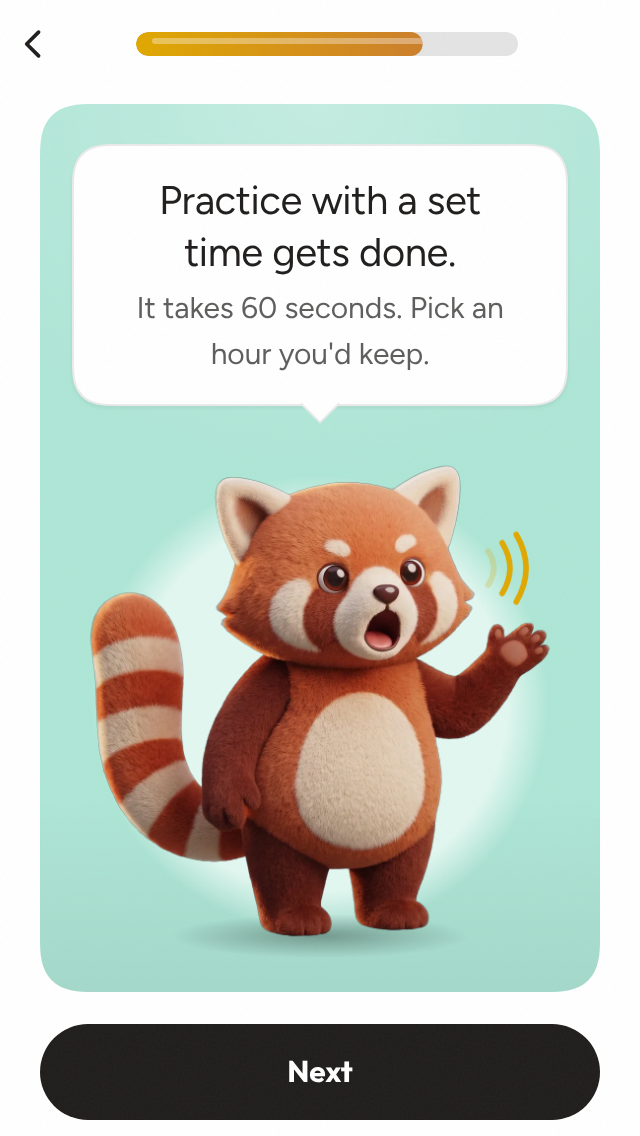 Practice with a set
time gets done.
It takes 60 seconds. Pick an
hour you'd keep.
Next